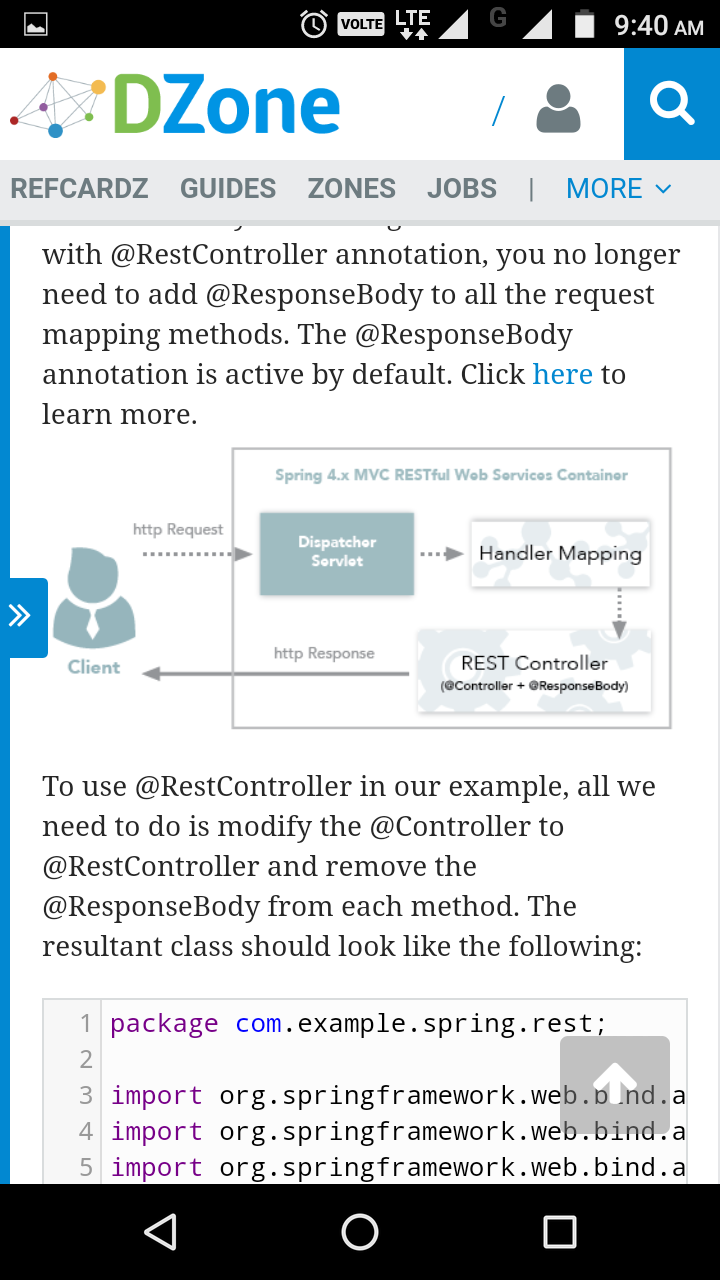 VOLTE LTE G 9:40 AM
DZone /
REFCARDZ GUIDES ZONES JOBS | MORE
with @RestController annotation, you no longer
need to add @ResponseBody to all the request
mapping methods. The @ResponseBody
annotation is active by default. Click here to
learn more.
Spring 4.x MVC RESTful Web Services Container
http Request
Dispatcher
Servlet
Handler Mapping
http Response
REST Controller
(@Controller + @ResponseBody)
Client
To use @RestController in our example, all we
need to do is modify the @Controller to
@RestController and remove the
@ResponseBody from each method. The
resultant class should look like the following:
1 package com.example.spring.rest;
2
3 import org.springframework.web.bind.a
4 import org.springframework.web.bind.a
5 import org.springframework.web.bind.a